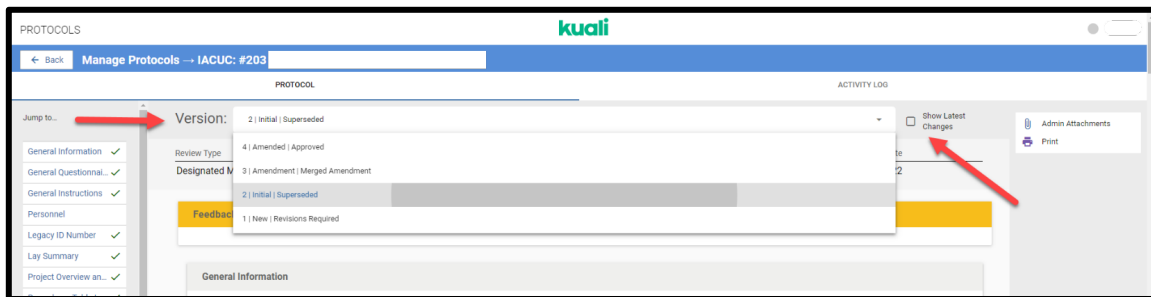 PROTOCOLS
kuali
← Back
Manage Protocols → IACUC: #203
PROTOCOL
ACTIVITY LOG
Jump to...
General Information
General Questionnai...
General Instructions
Personnel
Legacy ID Number
Lay Summary
Project Overview an...
Version:
2 | Initial | Superseded
4 | Amended | Approved
3 | Amendment | Merged Amendment
2 | Initial | Superseded
1 | New | Revisions Required
Show Latest
Changes
Admin Attachments
Print
Review Type
Designated M
General Information